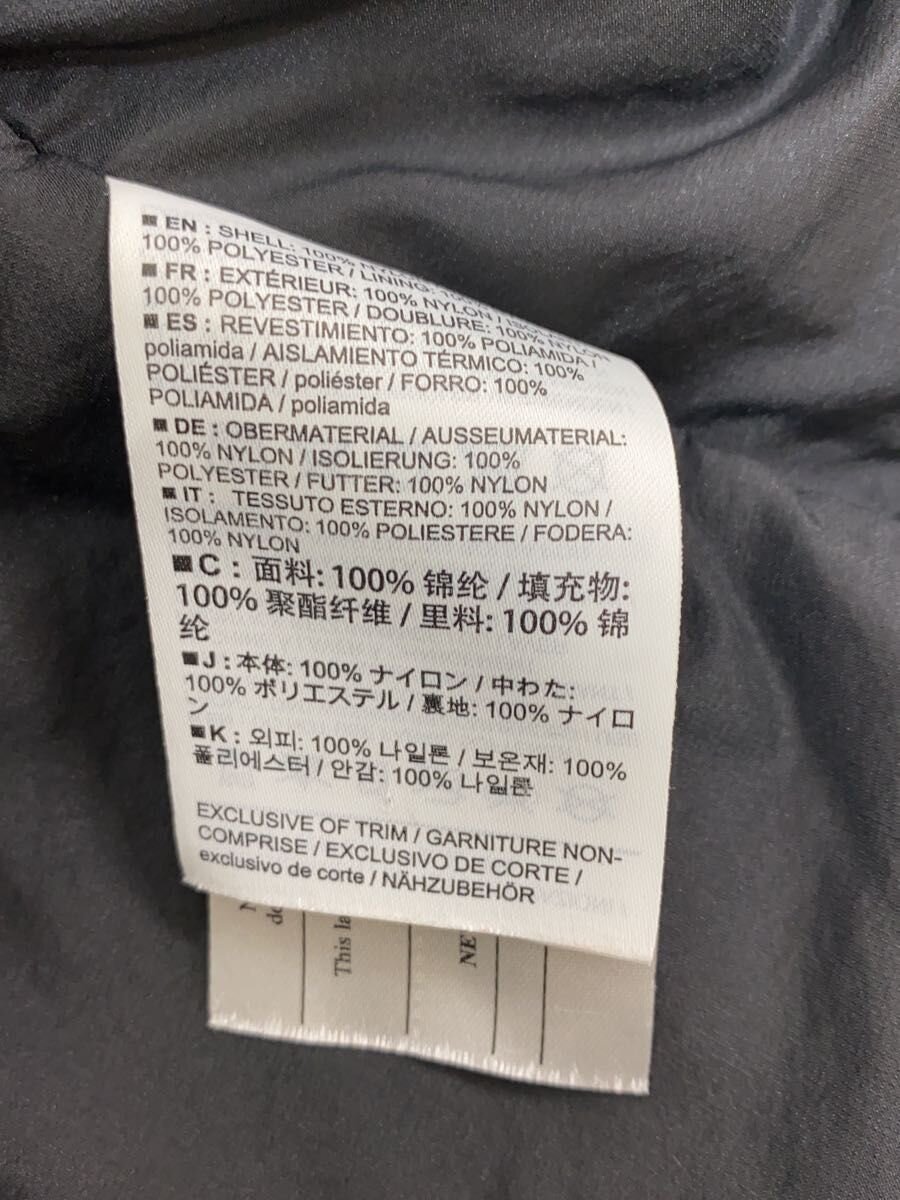 ■ EN : SHELL: 100%
100% POLYESTER / LINING:
■ FR : EXTÉRIEUR: 100% NYLON /
100% POLYESTER / DOUBLURE: 100% NYLON
■ ES : REVESTIMIENTO: 100% POLIAMIDA /
poliamida / AISLAMIENTO TÉRMICO: 100%
POLIÉSTER / poliéster / FORRO: 100%
POLIAMIDA / poliamida
■ DE : OBERMATERIAL / AUSSEUMATERIAL:
100% NYLON / ISOLIERUNG: 100%
POLYESTER / FUTTER: 100% NYLON
■ IT : TESSUTO ESTERNO: 100% NYLON /
ISOLAMENTO: 100% POLIESTERE / FODERA:
100% NYLON
■ C : 面料: 100% 锦纶 / 填充物:
100% 聚酯纤维 / 里料: 100% 锦
纶
■ J : 本体: 100% ナイロン / 中わた:
100% ポリエステル / 裏地: 100% ナイロ
ン
■ K : 외피: 100% 나일론 / 보온재: 100%
폴리에스터 / 안감: 100% 나일론
EXCLUSIVE OF TRIM / GARNITURE NON-
COMPRISE / EXCLUSIVO DE CORTE /
exclusivo de corte / NÄHZUBEHÖR
This la
NE